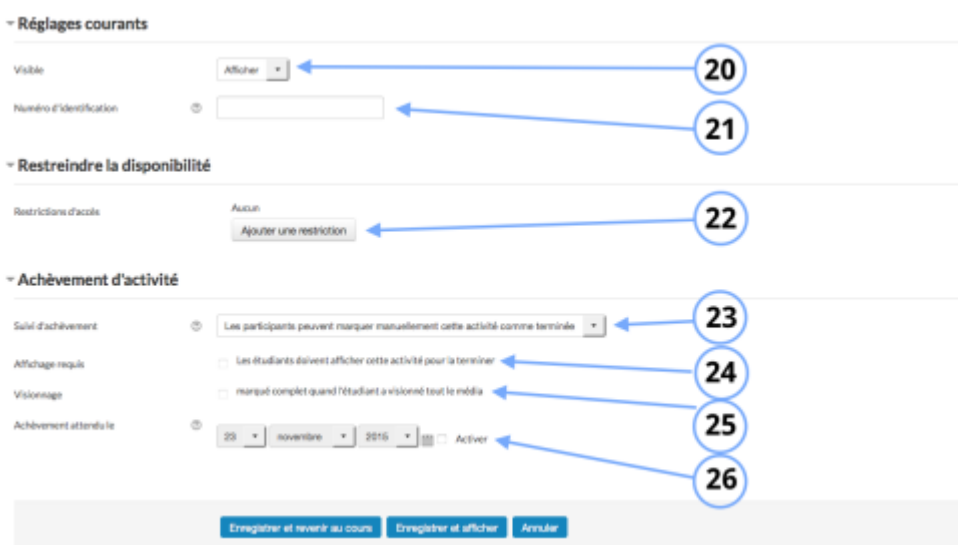 Réglages courants
Visible Afficher 20
Numéro d'identification 21
Restreindre la disponibilité
Restrictions d'accès Aucun
Ajouter une restriction 22
Achèvement d'activité
Suivi d'achèvement Les participants peuvent marquer manuellement cette activité comme terminée 23
Affichage requis Les étudiants doivent afficher cette activité pour la terminer 24
Visionnage marqué complet quand l'étudiant a visionné tout le média 25
Achèvement attendu le 23 novembre 2015 Activer 26
Enregistrer et revenir au cours Enregistrer et afficher Annuler